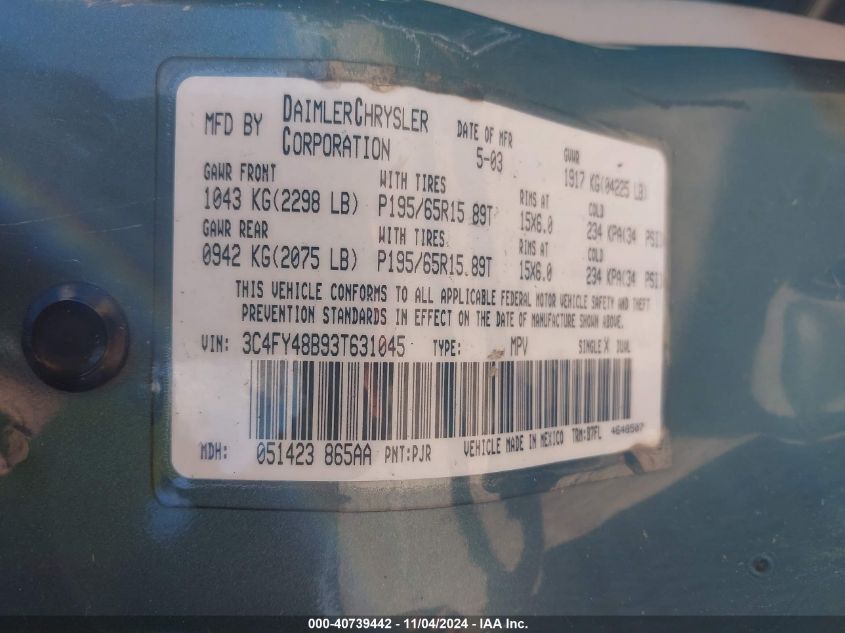 MFD BY DAIMLERCHRYSLER CORPORATION DATE OF MFR 5-03 GVWR 1917 KG(04225 LB)
GAWR FRONT WITH TIRES RIMS AT COLD
1043 KG(2298 LB) P195/65R15 89T 15X6.0 234 KPA(34 PSI)
GAWR REAR WITH TIRES RIMS AT COLD
0942 KG(2075 LB) P195/65R15 89T 15X6.0 234 KPA(34 PSI)
THIS VEHICLE CONFORMS TO ALL APPLICABLE FEDERAL MOTOR VEHICLE SAFETY AND THEFT
PREVENTION STANDARDS IN EFFECT ON THE DATE OF MANUFACTURE SHOWN ABOVE.
VIN: 3C4FY48B93T631045 TYPE: MPV SINGLE X DUAL
MDH: 051423 865AA PNT:PJR VEHICLE MADE IN MEXICO TRM:B7FL 4648507
000-40739442 - 11/04/2024 - IAA Inc.